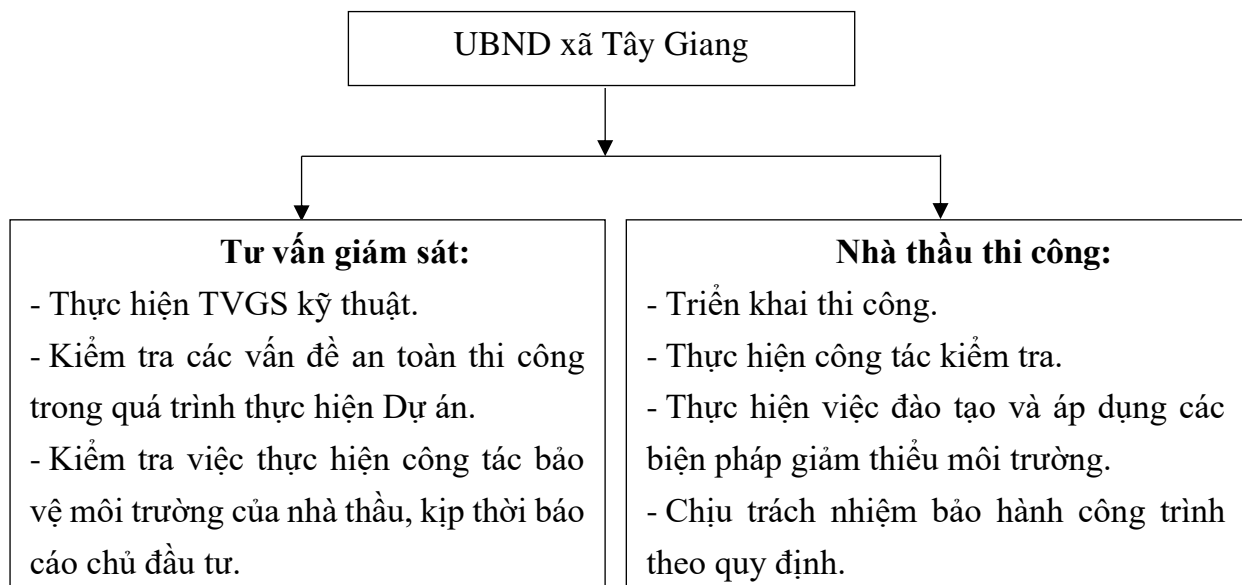 UBND xã Tây Giang
Tư vấn giám sát:
- Thực hiện TVGS kỹ thuật.
- Kiểm tra các vấn đề an toàn thi công
trong quá trình thực hiện Dự án.
- Kiểm tra việc thực hiện công tác bảo
vệ môi trường của nhà thầu, kịp thời báo
cáo chủ đầu tư.
Nhà thầu thi công:
- Triển khai thi công.
- Thực hiện công tác kiểm tra.
- Thực hiện việc đào tạo và áp dụng các
biện pháp giảm thiểu môi trường.
- Chịu trách nhiệm bảo hành công trình
theo quy định.